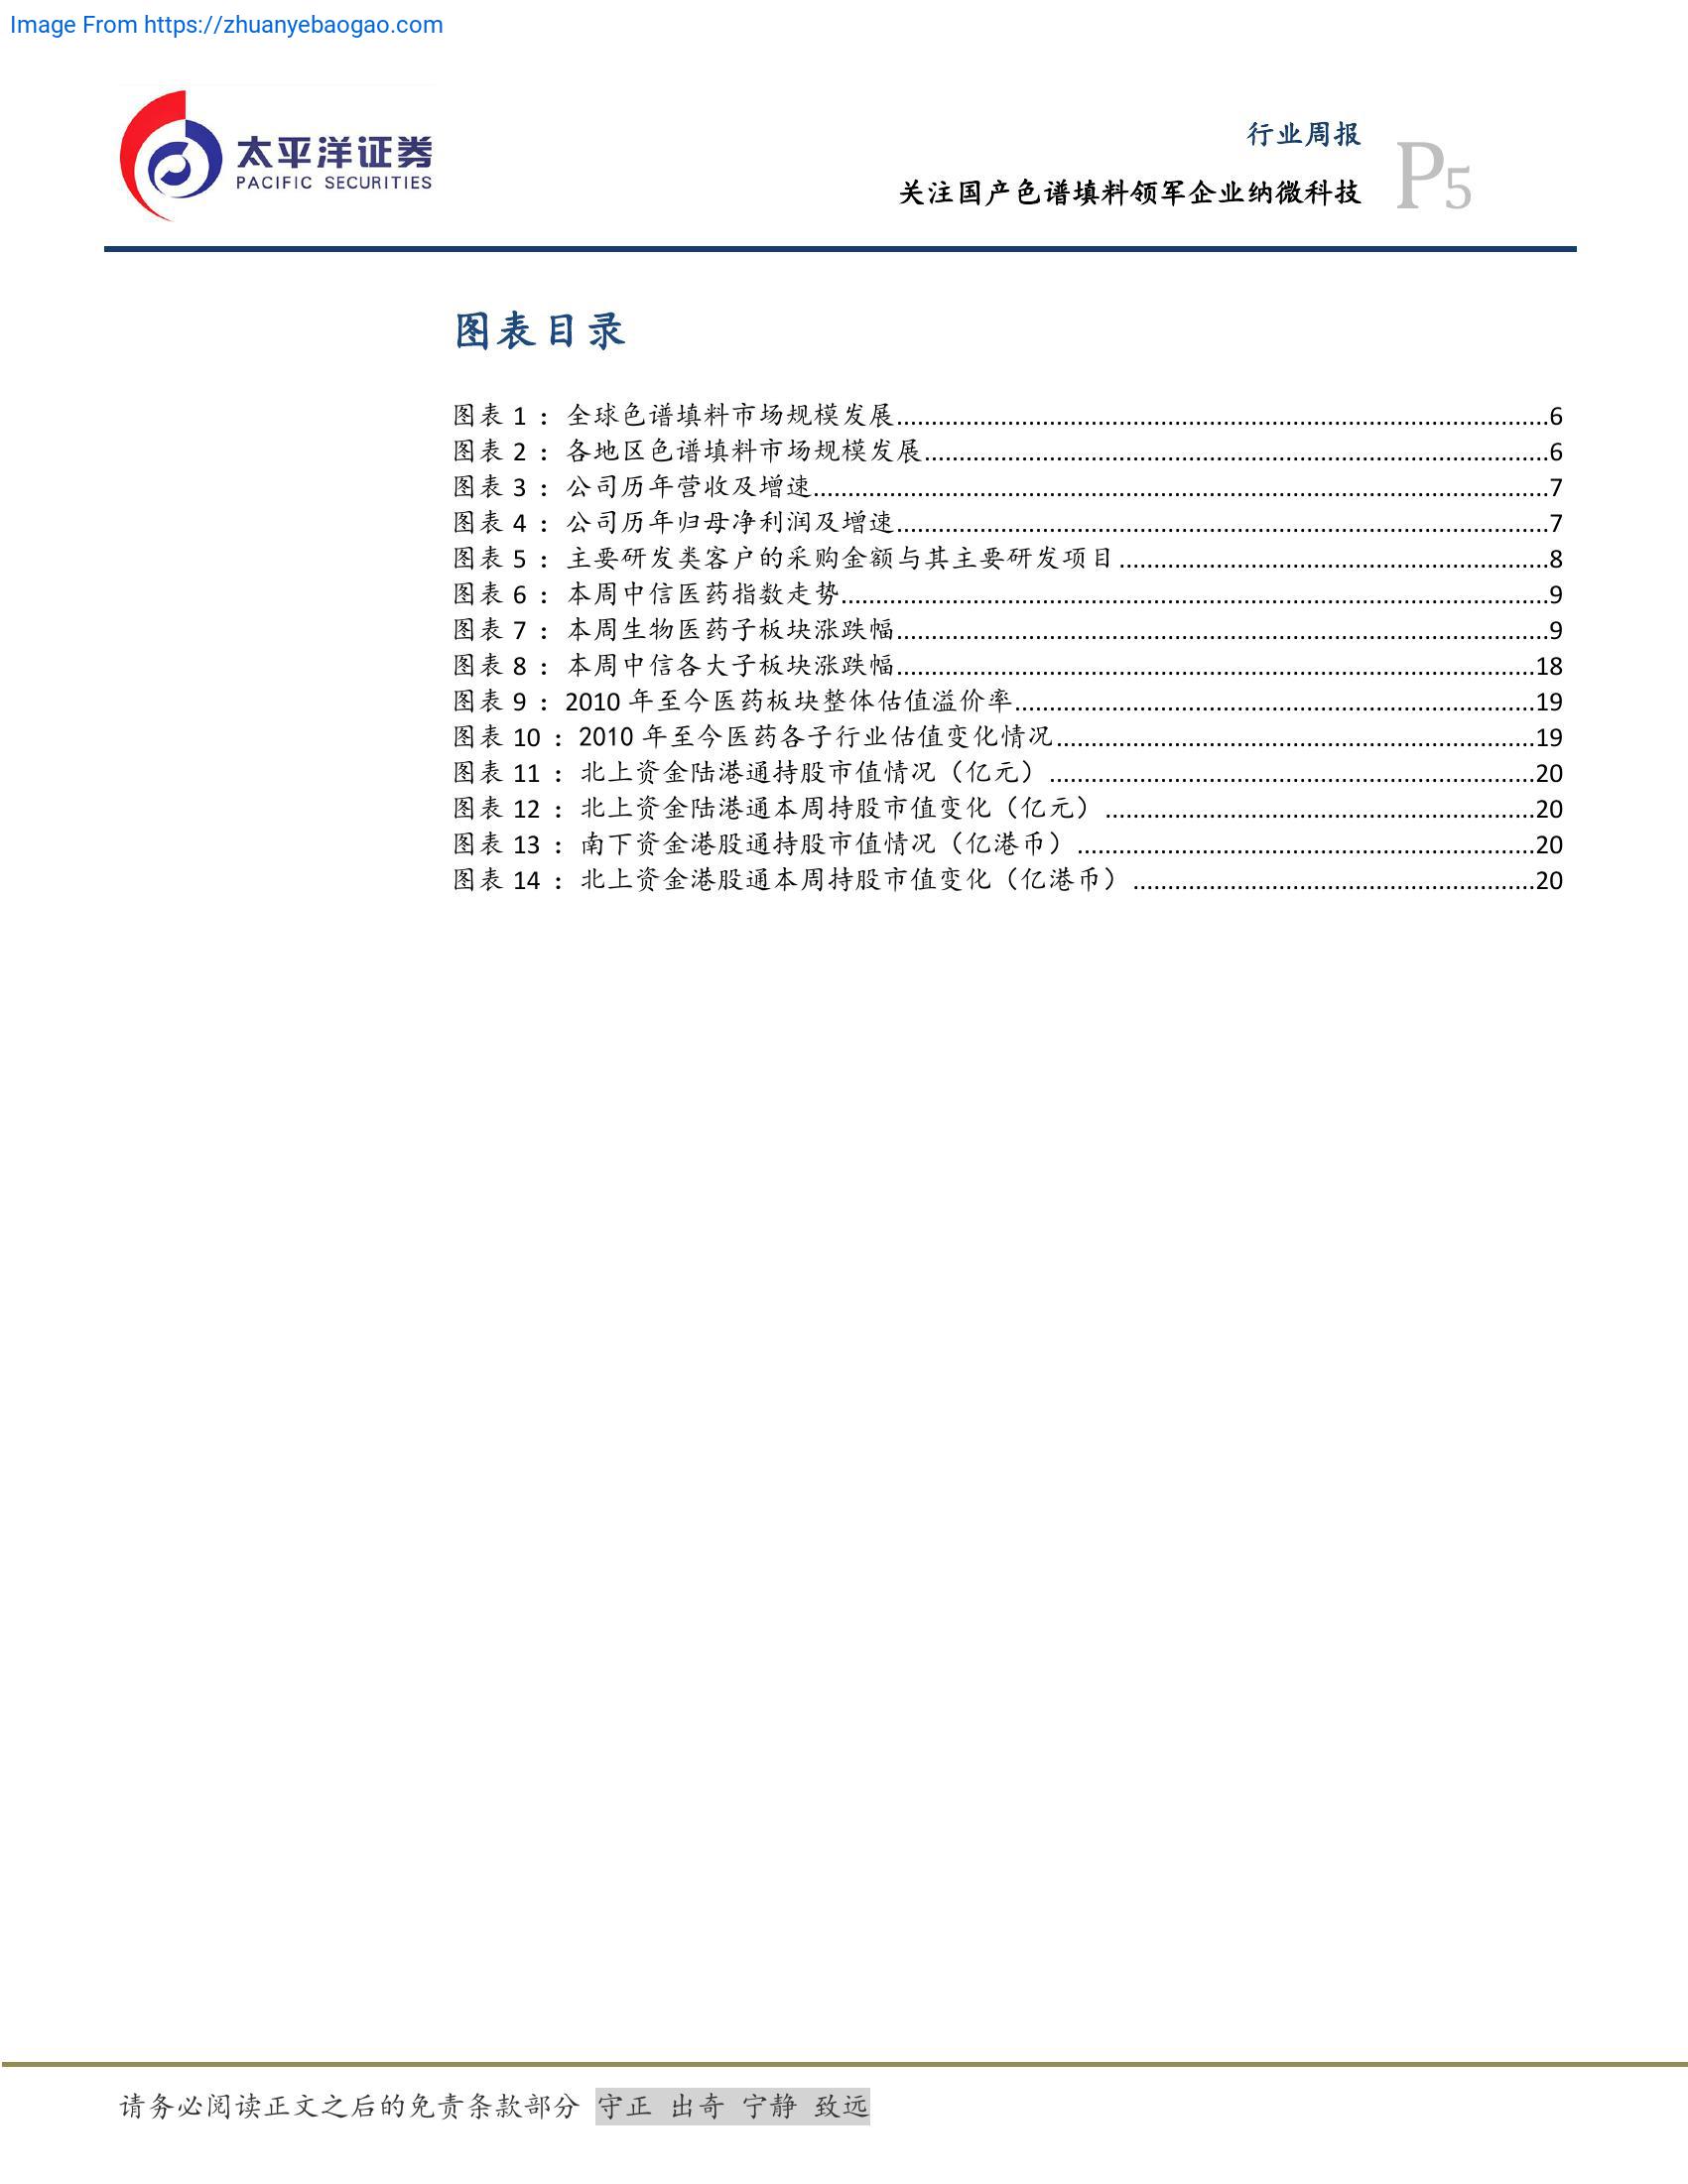 Image From https://zhuanyebaogao.com
太平洋证券
PACIFIC SECURITIES
行业周报
关注国产色谱填料领军企业纳微科技
P5
图表目录
图表 1 : 全球色谱填料市场规模发展...............6
图表 2 : 各地区色谱填料市场规模发展...............6
图表 3 : 公司历年营收及增速...............7
图表 4 : 公司历年归母净利润及增速...............7
图表 5 : 主要研发类客户的采购金额与其主要研发项目...............8
图表 6 : 本周中信医药指数走势...............9
图表 7 : 本周生物医药子板块涨跌幅...............9
图表 8 : 本周中信各大子板块涨跌幅...............18
图表 9 : 2010 年至今医药板块整体估值溢价率...............19
图表 10 : 2010 年至今医药各子行业估值变化情况...............19
图表 11 : 北上资金陆港通持股市值情况（亿元）...............20
图表 12 : 北上资金陆港通本周持股市值变化（亿元）...............20
图表 13 : 南下资金港股通持股市值情况（亿港币）...............20
图表 14 : 北上资金港股通本周持股市值变化（亿港币）...............20
请务必阅读正文之后的免责条款部分 守正 出奇 宁静 致远